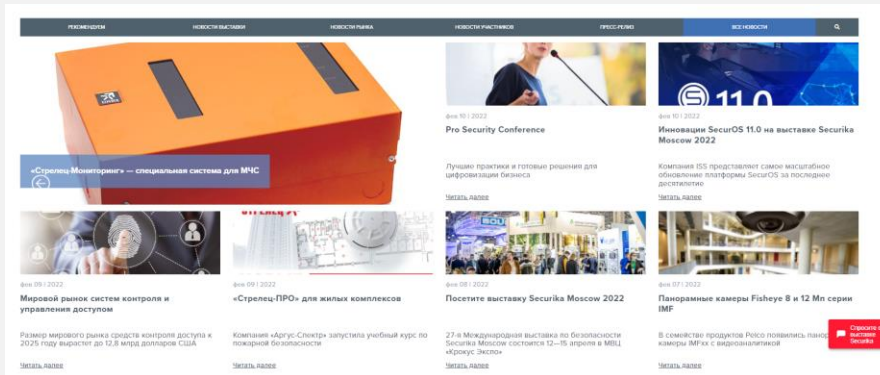 РЕКОМЕНДУЕМ
НОВОСТИ ВЫСТАВКИ
НОВОСТИ РЫНКА
НОВОСТИ УЧАСТНИКОВ
ПРЕСС-РЕЛИЗ
ВСЕ НОВОСТИ
«Стрелец-Мониторинг» — специальная система для МЧС
фев 10 | 2022
Pro Security Conference
Лучшие практики и готовые решения для
цифровизации бизнеса
Читать далее
11.0
фев 10 | 2022
Инновации SecurOS 11.0 на выставке Securika
Moscow 2022
Компания ISS представляет самое масштабное
обновление платформы SecurOS за последнее
десятилетие
Читать далее
фев 09 | 2022
Мировой рынок систем контроля и
управления доступом
Размер мирового рынка средств контроля доступа к
2025 году вырастет до 12,8 млрд долларов США
Читать далее
фев 09 | 2022
«Стрелец-ПРО» для жилых комплексов
Компания «Аргус-Спектр» запустила учебный курс по
пожарной безопасности
Читать далее
фев 08 | 2022
Посетите выставку Securika Moscow 2022
27-я Международная выставка по безопасности
Securika Moscow состоится 12—15 апреля в МВЦ
«Крокус Экспо»
Читать далее
фев 07 | 2022
Панорамные камеры Fisheye 8 и 12 Мп серии
IMF
В семействе продуктов Pelco появились
камеры IMFxx с видеоаналитикой
Читать далее
Спросите о
выставке
Securika